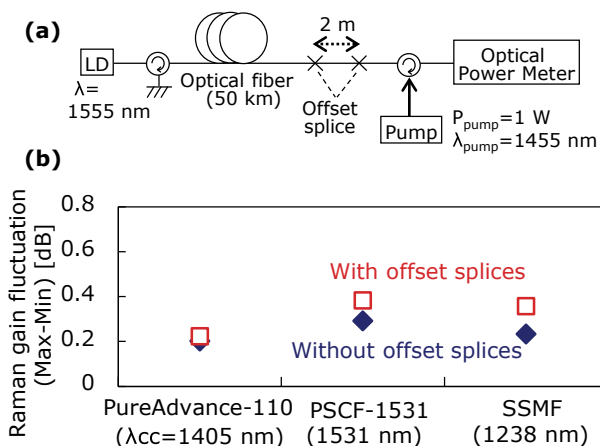 (a)
2 m
LD
λ=
1555 nm
Optical fiber
(50 km)
Offset
splice
Pump
Optical
Power Meter
P_pump=1 W
λ_pump=1455 nm
(b)
Raman gain fluctuation
(Max-Min) [dB]
0.8
0.6
0.4
0.2
0
With offset splices
Without offset splices
PureAdvance-110
(λcc=1405 nm)
PSCF-1531
(1531 nm)
SSMF
(1238 nm)